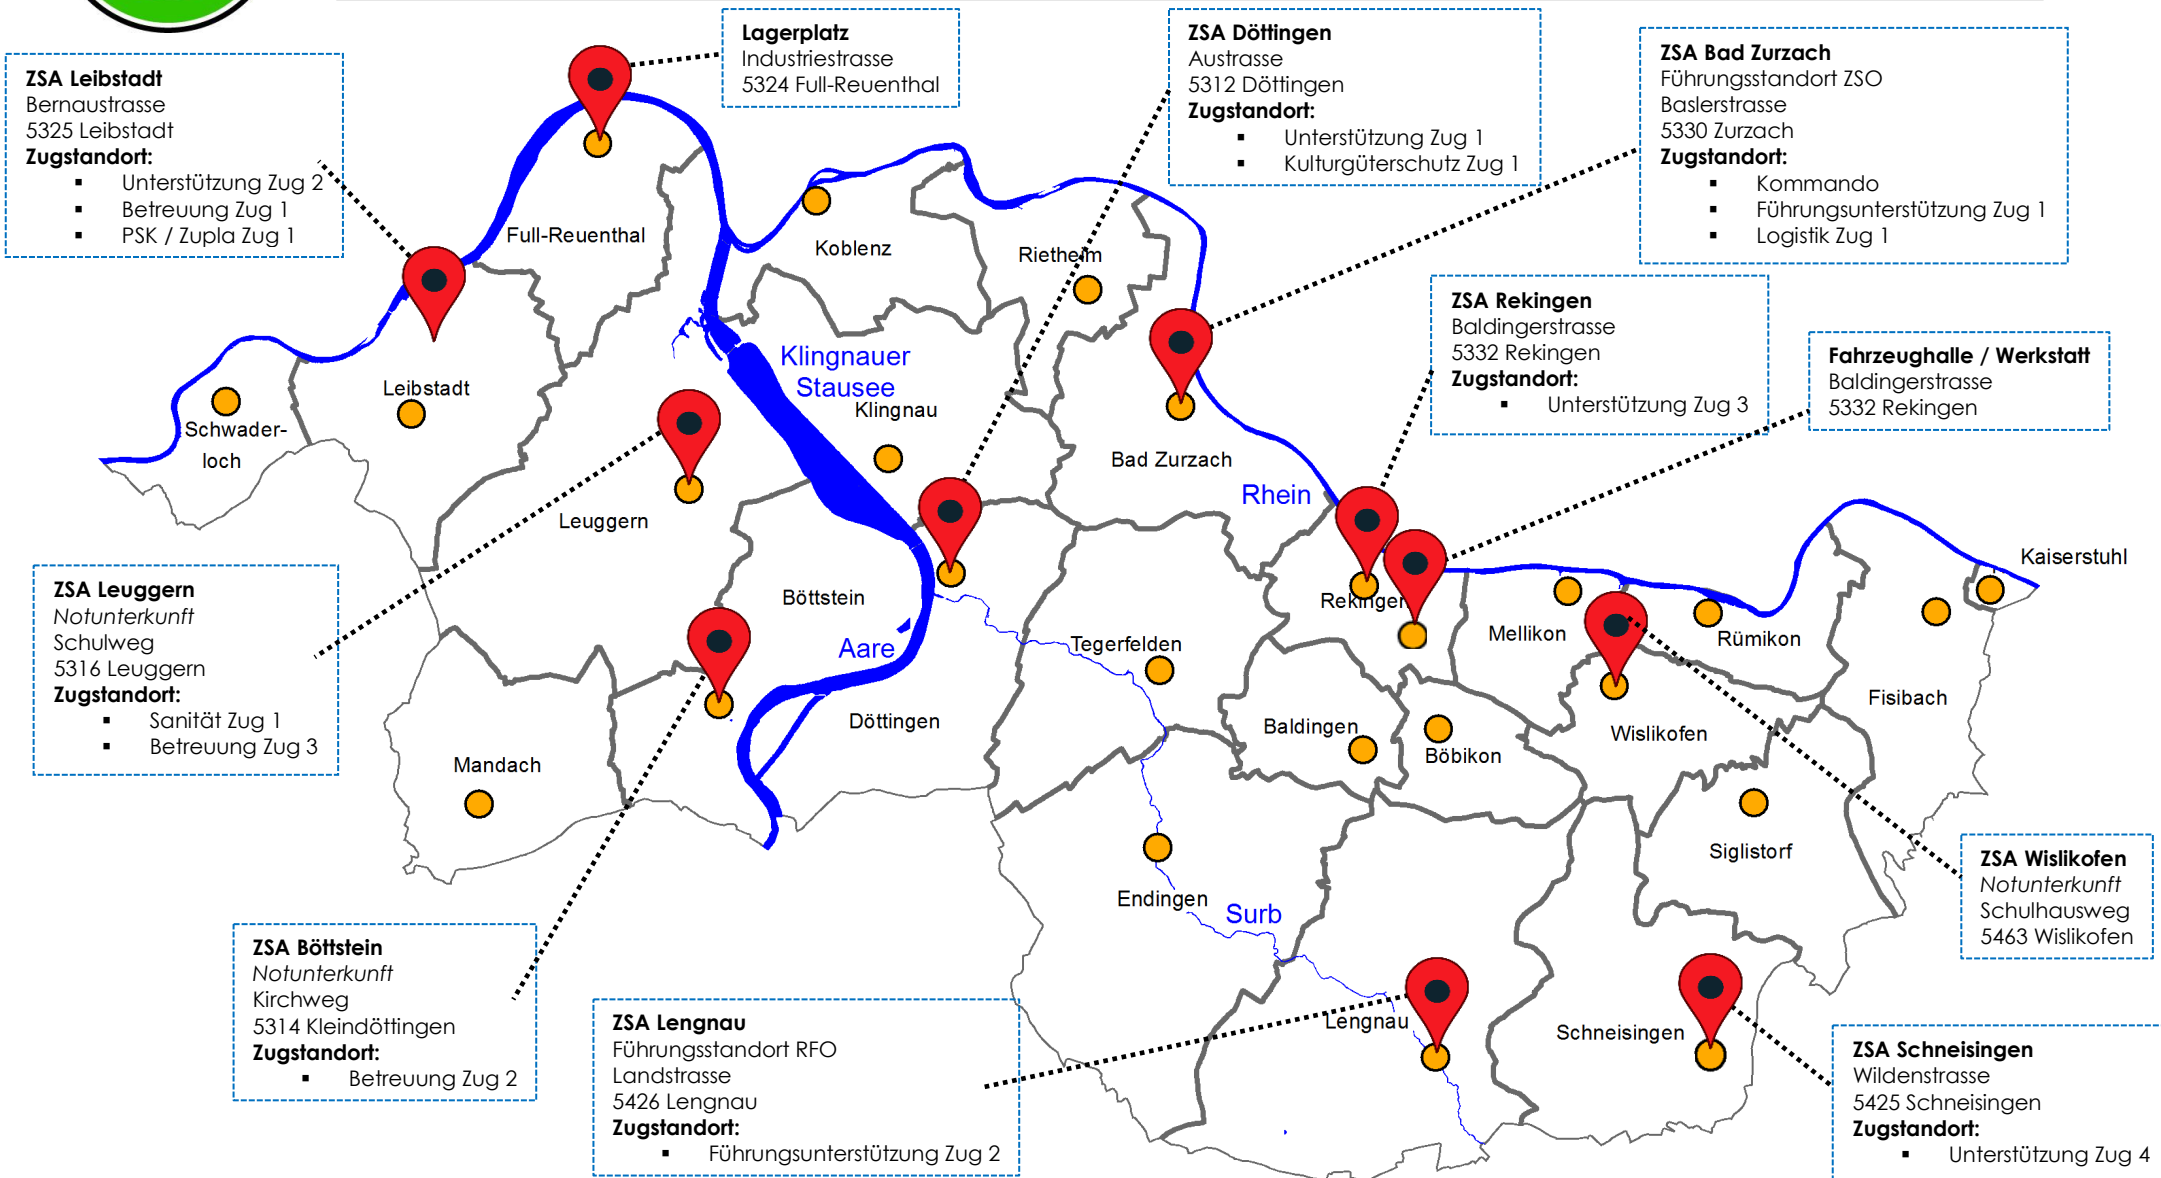 Lagerplatz
Industriestrasse
5324 Full-Reuenthal
ZSA Döttingen
Austrasse
5312 Döttingen
Zugstandort:
▪ Unterstützung Zug 1
▪ Kulturgüterschutz Zug 1
ZSA Bad Zurzach
Führungsstandort ZSO
Baslerstrasse
5330 Zurzach
Zugstandort:
▪ Kommando
▪ Führungsunterstützung Zug 1
▪ Logistik Zug 1
ZSA Leibstadt
Bernaustrasse
5325 Leibstadt
Zugstandort:
▪ Unterstützung Zug 2
▪ Betreuung Zug 1
▪ PSK / Zupla Zug 1
Full-Reuenthal
Koblenz
Rietheim
ZSA Rekingen
Baldingerstrasse
5332 Rekingen
Zugstandort:
▪ Unterstützung Zug 3
Fahrzeughalle / Werkstatt
Baldingerstrasse
5332 Rekingen
Klingnauer
Stausee
Klingnau
Leibstadt
Schwader-
loch
Bad Zurzach
Rhein
Leuggern
Kaiserstuhl
ZSA Leuggern
Notunterkunft
Schulweg
5316 Leuggern
Zugstandort:
▪ Sanität Zug 1
▪ Betreuung Zug 3
Böttstein
Aare
Tegerfelden
Rekingen
Mellikon
Rümikon
Fisibach
Döttingen
Baldingen
Böbikon
Wislikofen
Mandach
Siglistorf
Endingen
Surb
ZSA Wislikofen
Notunterkunft
Schulhausweg
5463 Wislikofen
ZSA Böttstein
Notunterkunft
Kirchweg
5314 Kleindöttingen
Zugstandort:
▪ Betreuung Zug 2
ZSA Lengnau
Führungsstandort RFO
Landstrasse
5426 Lengnau
Zugstandort:
▪ Führungsunterstützung Zug 2
Lengnau
Schneisingen
ZSA Schneisingen
Wildenstrasse
5425 Schneisingen
Zugstandort:
▪ Unterstützung Zug 4